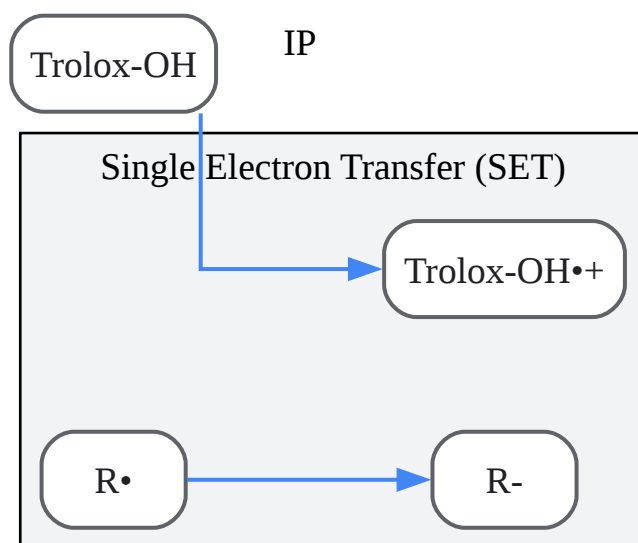 Trolox-OH
IP
Single Electron Transfer (SET)
Trolox-OH•+
R•
R-